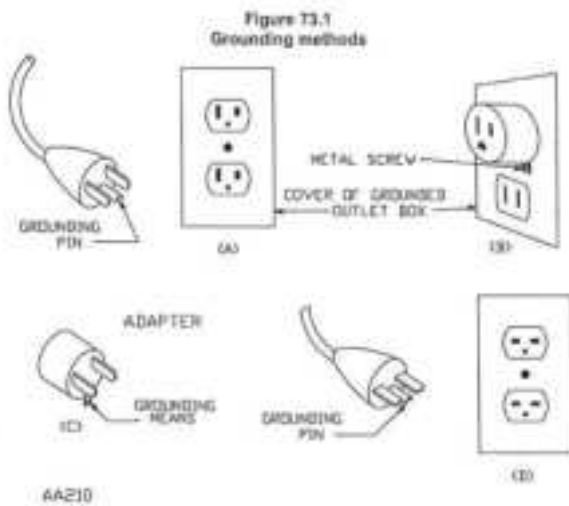 Figure 73.1
Grounding methods
GROUNDING
PIN
(A)
METAL SCREW
COVER OF GROUNDED
OUTLET BOX
(B)
ADAPTER
(C)
GROUNDING
MEANS
GROUNDING
PIN
(D)
AA210